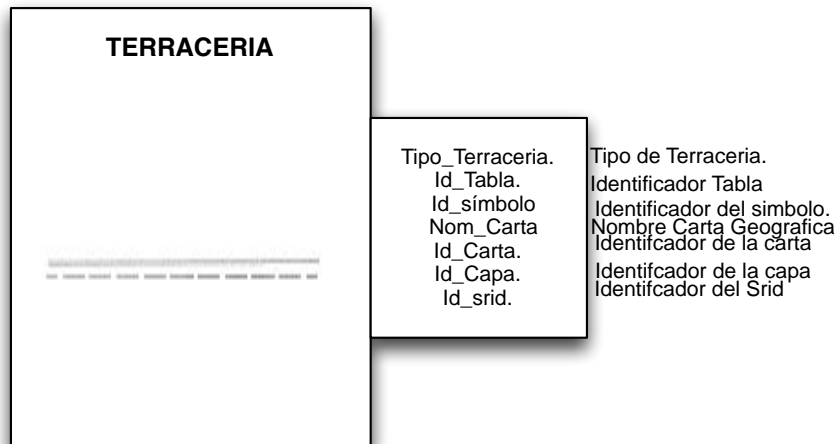 TERRACERIA
Tipo_Terraceria.
Id_Tabla.
Id_símbolo
Nom_Carta
Id_Carta.
Id_Capa.
Id_srid.
Tipo de Terraceria.
Identificador Tabla
Identificador del simbolo.
Nombre Carta Geografica
Identifcador de la carta
Identifcador de la capa
Identifcador del Srid